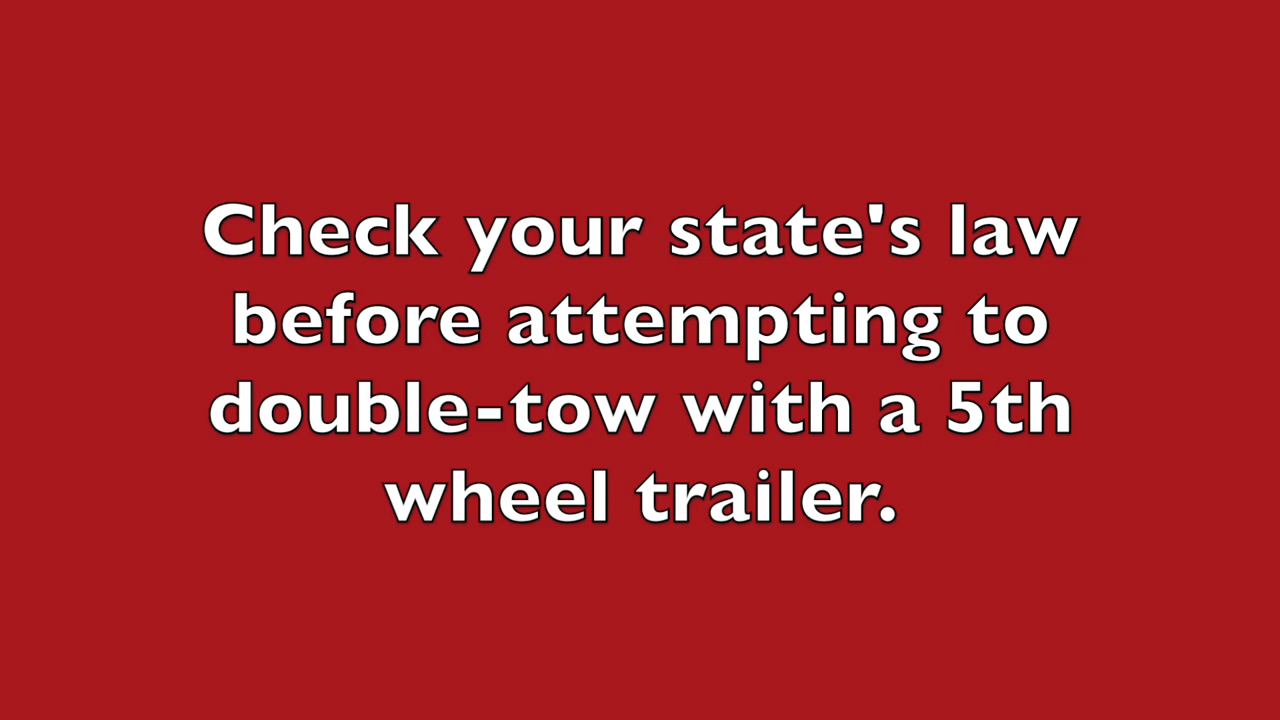 Check your state's law
before attempting to
double-tow with a 5th
wheel trailer.